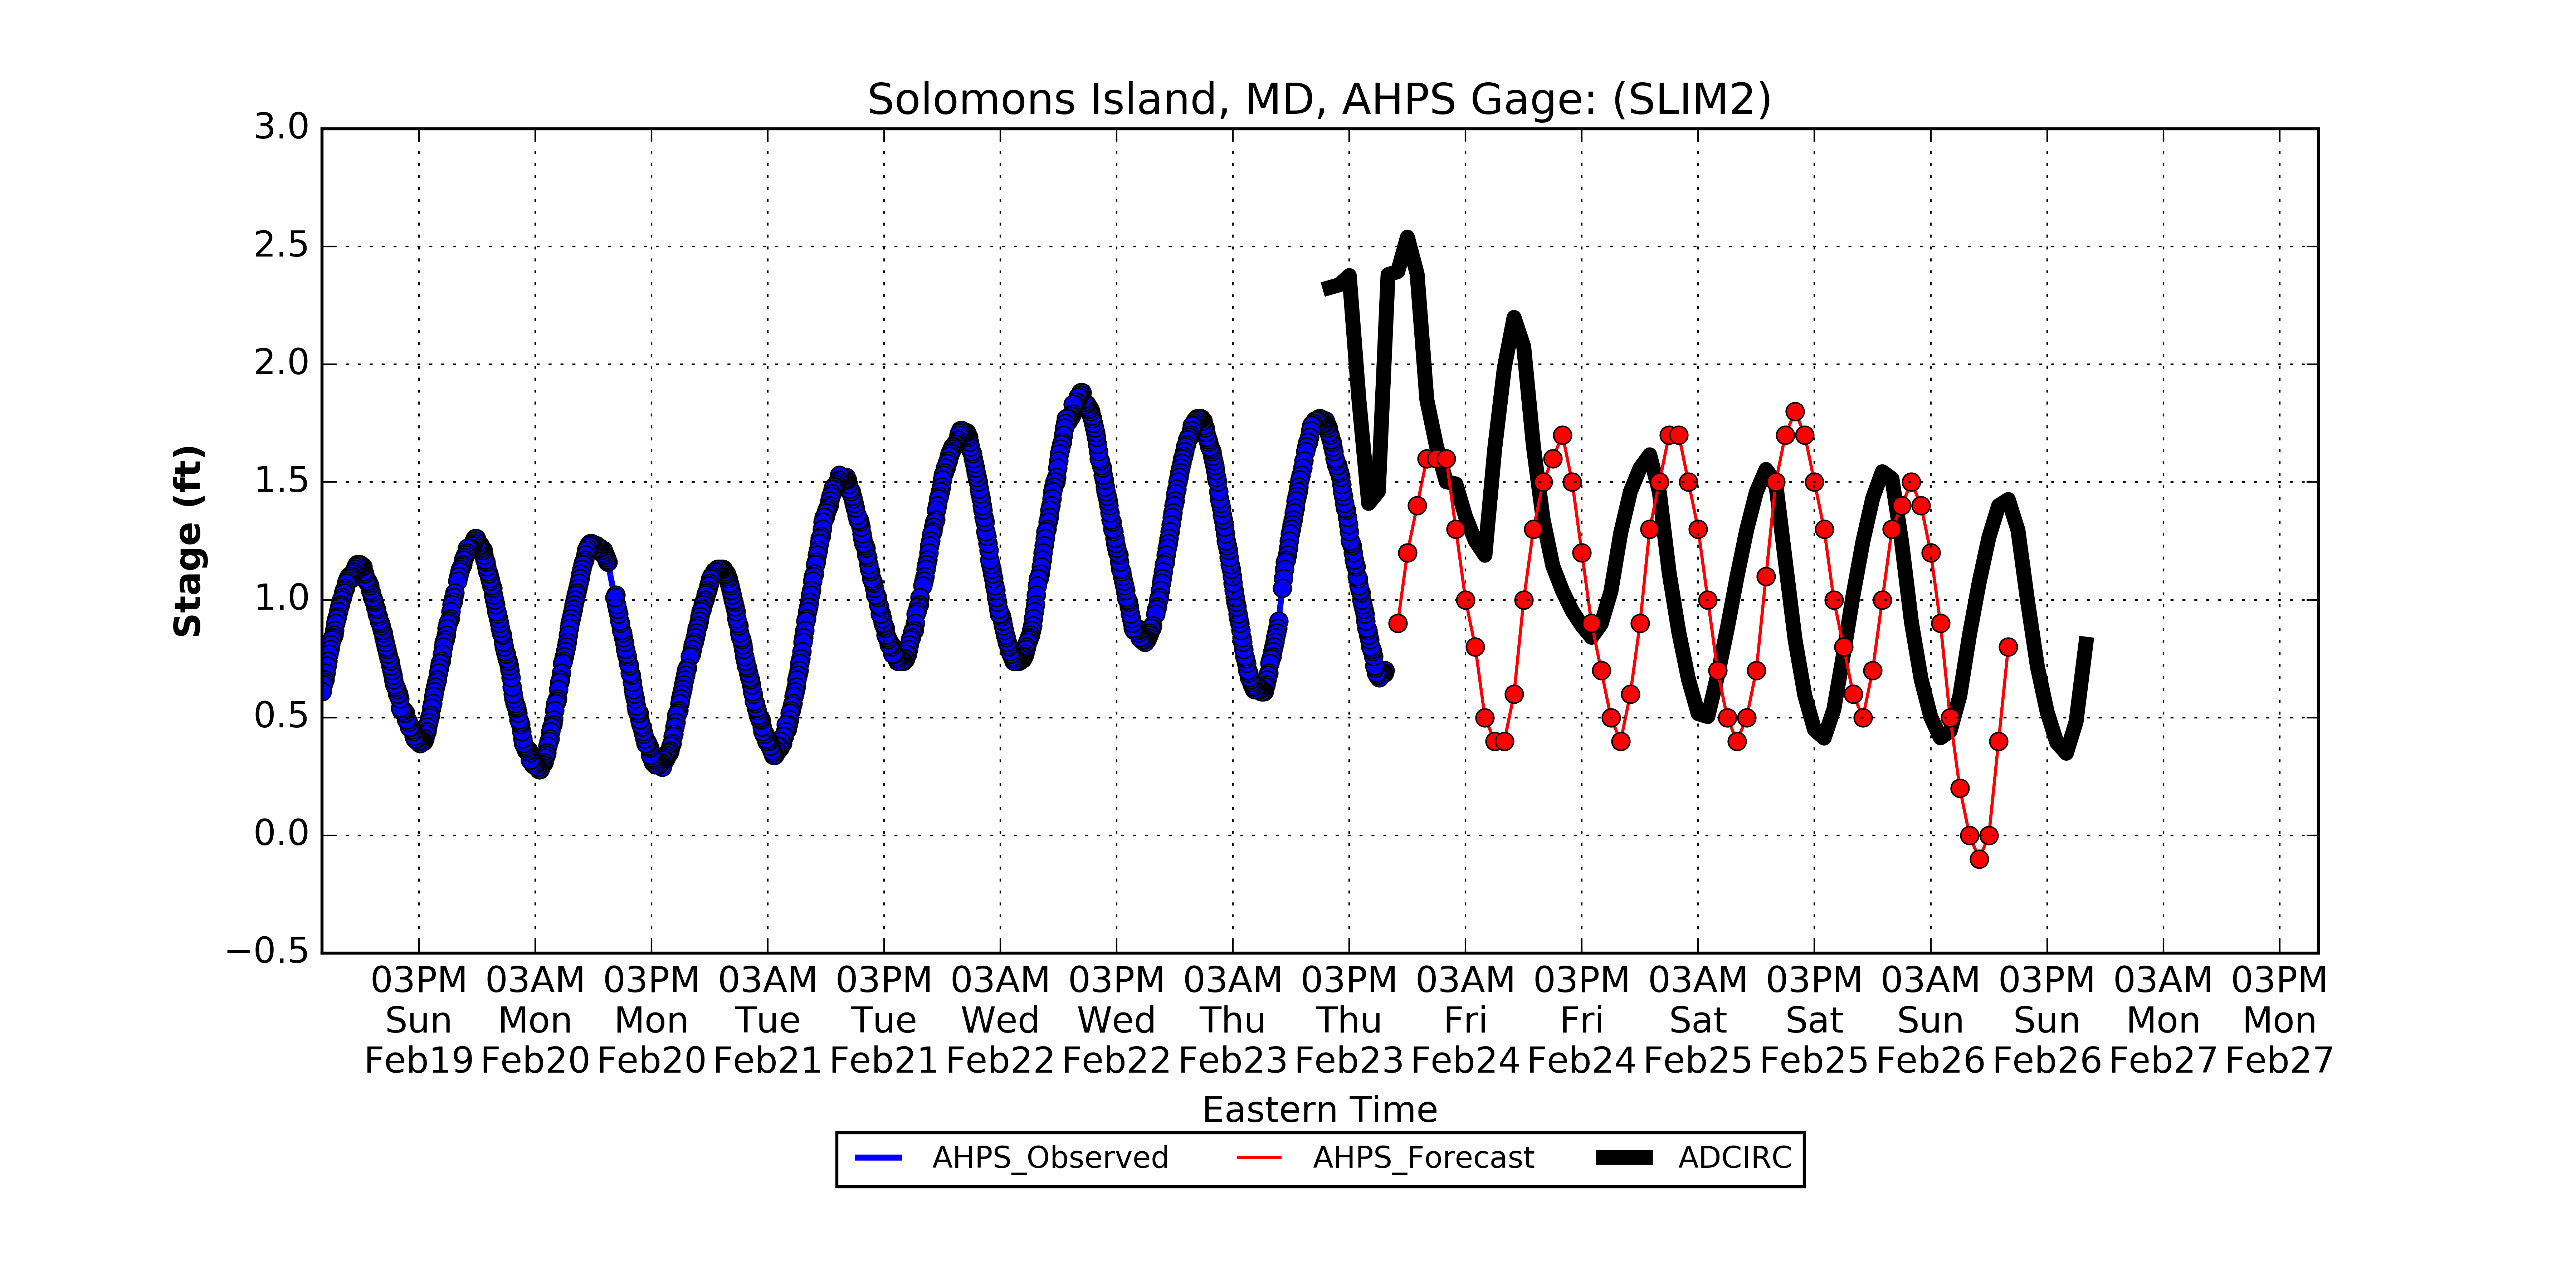 Solomons Island, MD, AHPS Gage: (SLIM2)
3.0
2.5
2.0
1.5
1.0
0.5
0.0
−0.5
Stage (ft)
03PM 03AM 03PM 03AM 03PM 03AM 03PM 03AM 03PM 03AM 03PM 03AM 03PM 03AM 03PM 03AM 03PM
Sun Mon Mon Tue Tue Wed Wed Thu Thu Fri Fri Sat Sat Sun Sun Mon Mon
Feb19 Feb20 Feb20 Feb21 Feb21 Feb22 Feb22 Feb23 Feb23 Feb24 Feb24 Feb25 Feb25 Feb26 Feb26 Feb27 Feb27
Eastern Time
AHPS_Observed AHPS_Forecast ADCIRC